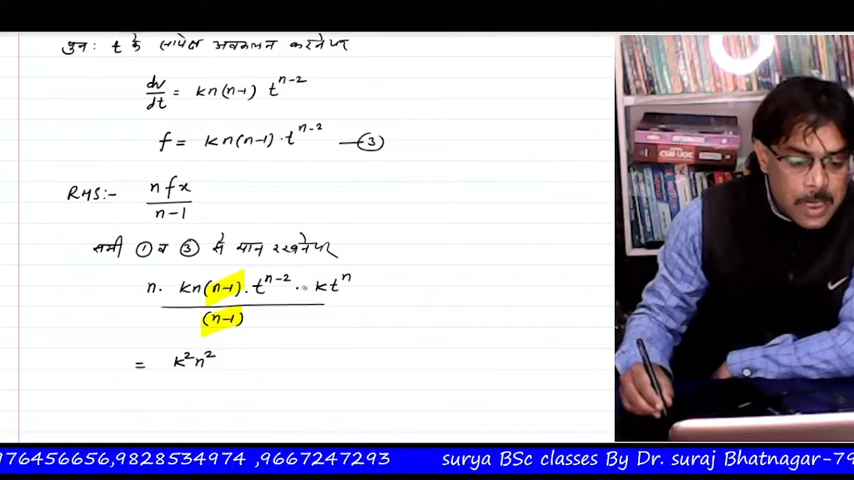 पुनः t के सापेक्ष अवकलन करनेपर
dv/dt = kn(n-1) t^{n-2}
f = kn(n-1)·t^{n-2} —③
RHS:- nfx/n-1
समी ① व ③ से मान रखनेपर
n· kn(n-1)·t^{n-2}·kt^n/(n-1)
= k²n²
976456656,9828534974 ,9667247293 surya BSc classes By Dr. suraj Bhatnagar-79